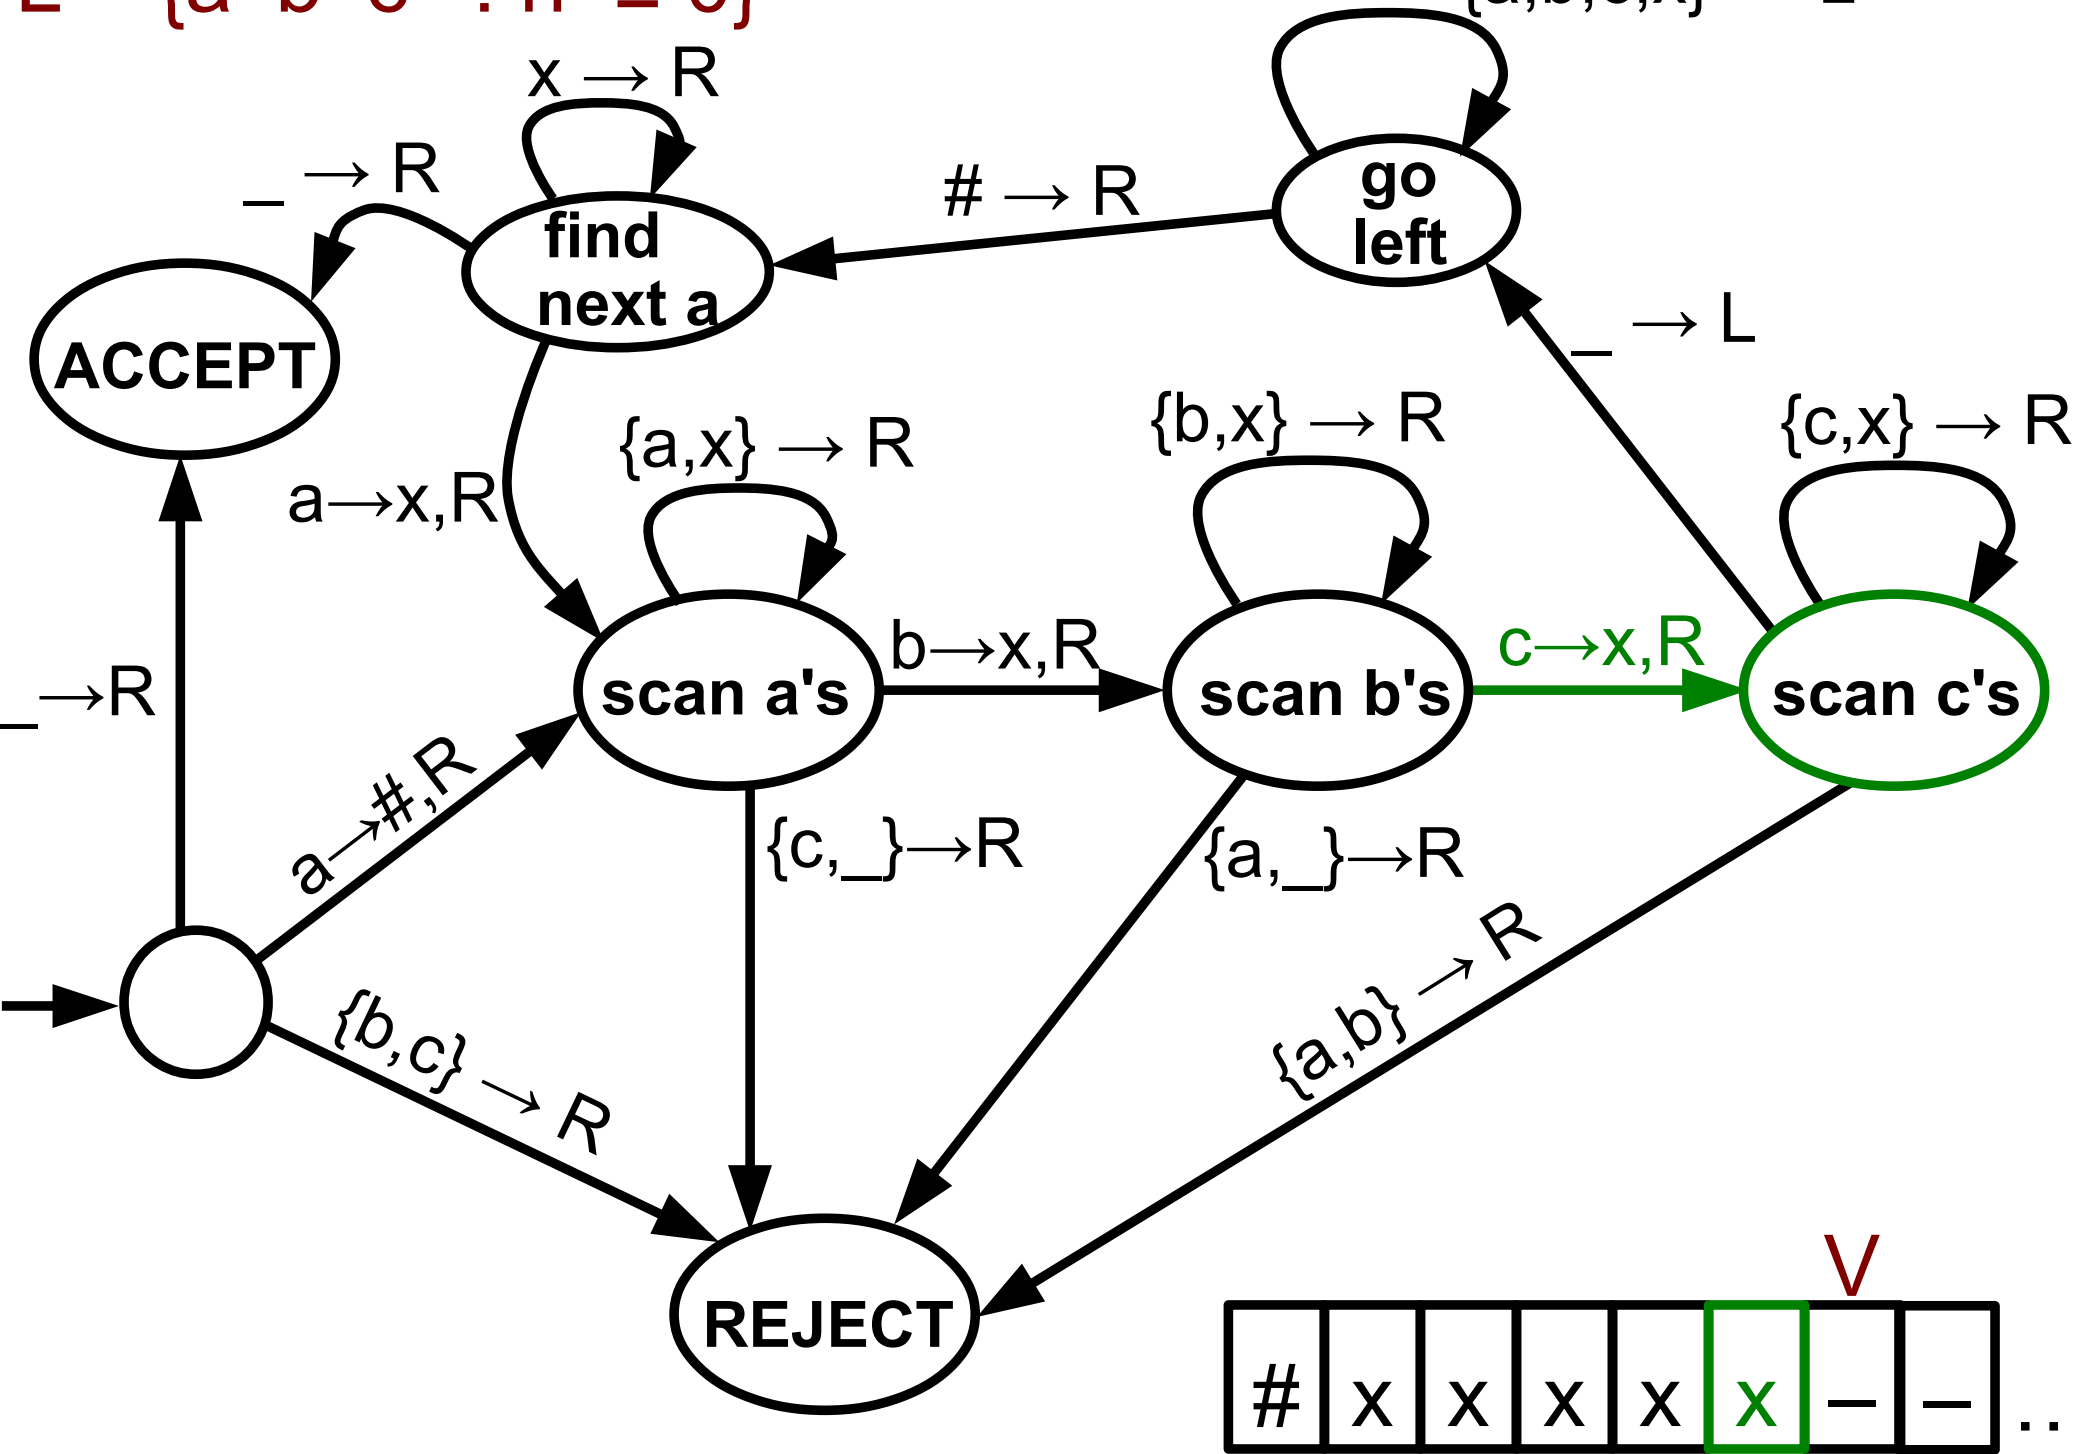 x → R
_ → R
# → R
find
next a
go
left
ACCEPT
_ → L
{a,x} → R
{b,x} → R
{c,x} → R
a→x,R
_→R
b→x,R
c→x,R
scan a's
scan b's
scan c's
a→#,R
{c,_}→R
{a,_}→R
{b,c} → R
{a,b} → R
REJECT
V
# x x x x x _ _ ..